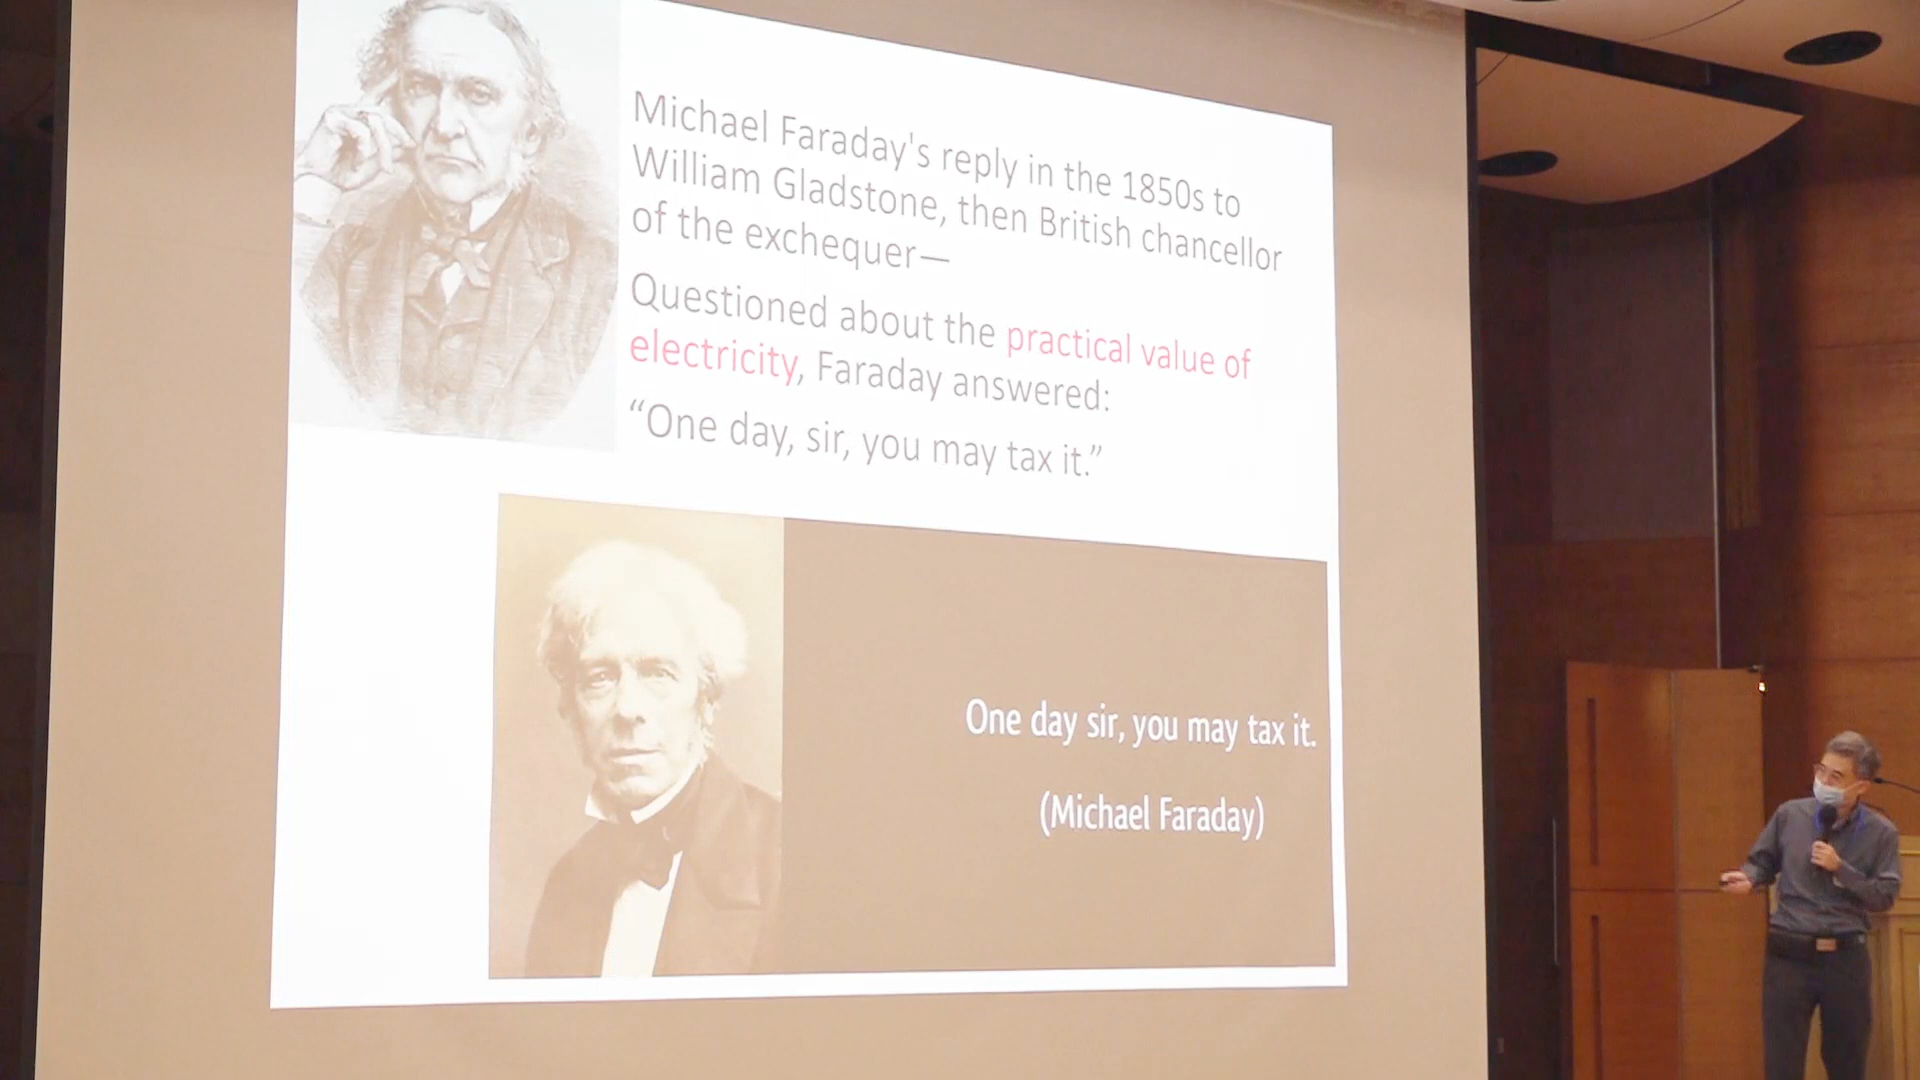 Michael Faraday's reply in the 1850s to
William Gladstone, then British chancellor
of the exchequer—
Questioned about the practical value of
electricity, Faraday answered:
“One day, sir, you may tax it.”
One day sir, you may tax it.
(Michael Faraday)